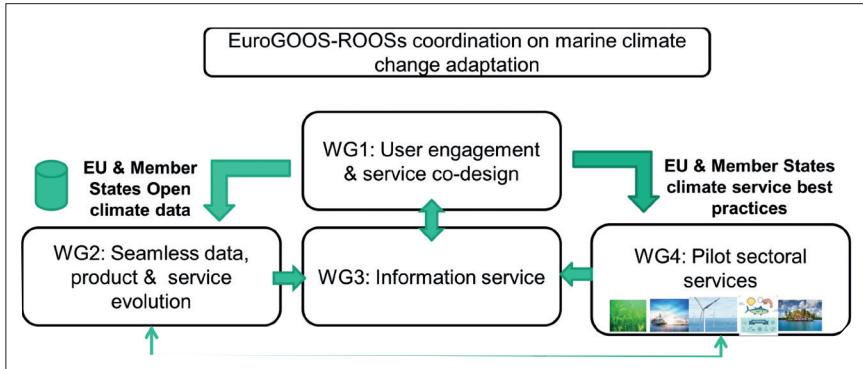 EuroGOOS-ROOSs coordination on marine climate
change adaptation
WG1: User engagement
& service co-design
EU & Member
States Open
climate data
EU & Member States
climate service best
practices
WG2: Seamless data,
product & service
evolution
WG3: Information service
WG4: Pilot sectoral
services